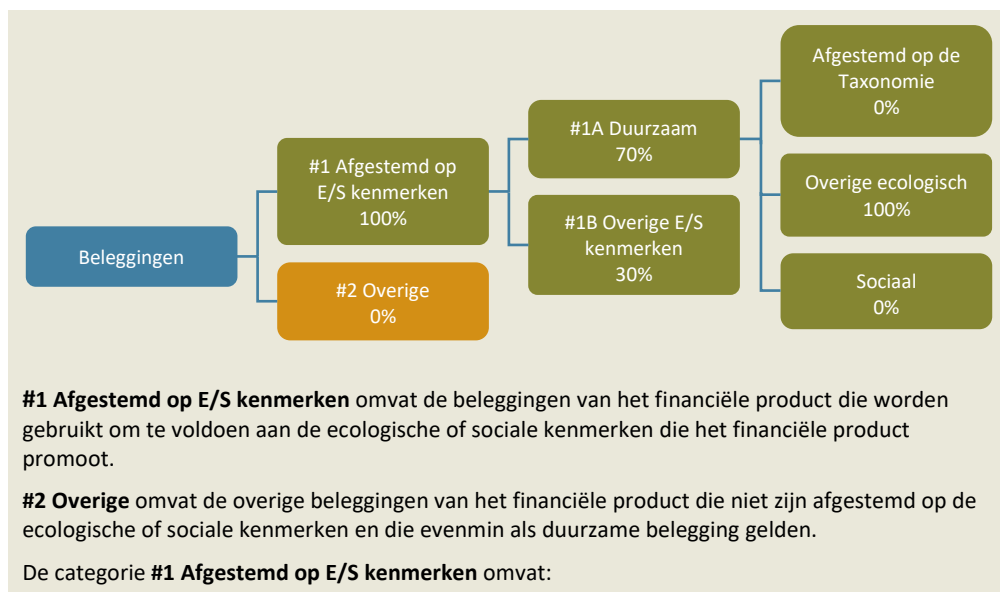 Beleggingen
#1 Afgestemd op
E/S kenmerken
100%
#2 Overige
0%
#1A Duurzaam
70%
#1B Overige E/S
kenmerken
30%
Afgestemd op de
Taxonomie
0%
Overige ecologisch
100%
Sociaal
0%
#1 Afgestemd op E/S kenmerken omvat de beleggingen van het financiële product die worden
gebruikt om te voldoen aan de ecologische of sociale kenmerken die het financiële product
promoot.
#2 Overige omvat de overige beleggingen van het financiële product die niet zijn afgestemd op de
ecologische of sociale kenmerken en die evenmin als duurzame belegging gelden.
De categorie #1 Afgestemd op E/S kenmerken omvat: